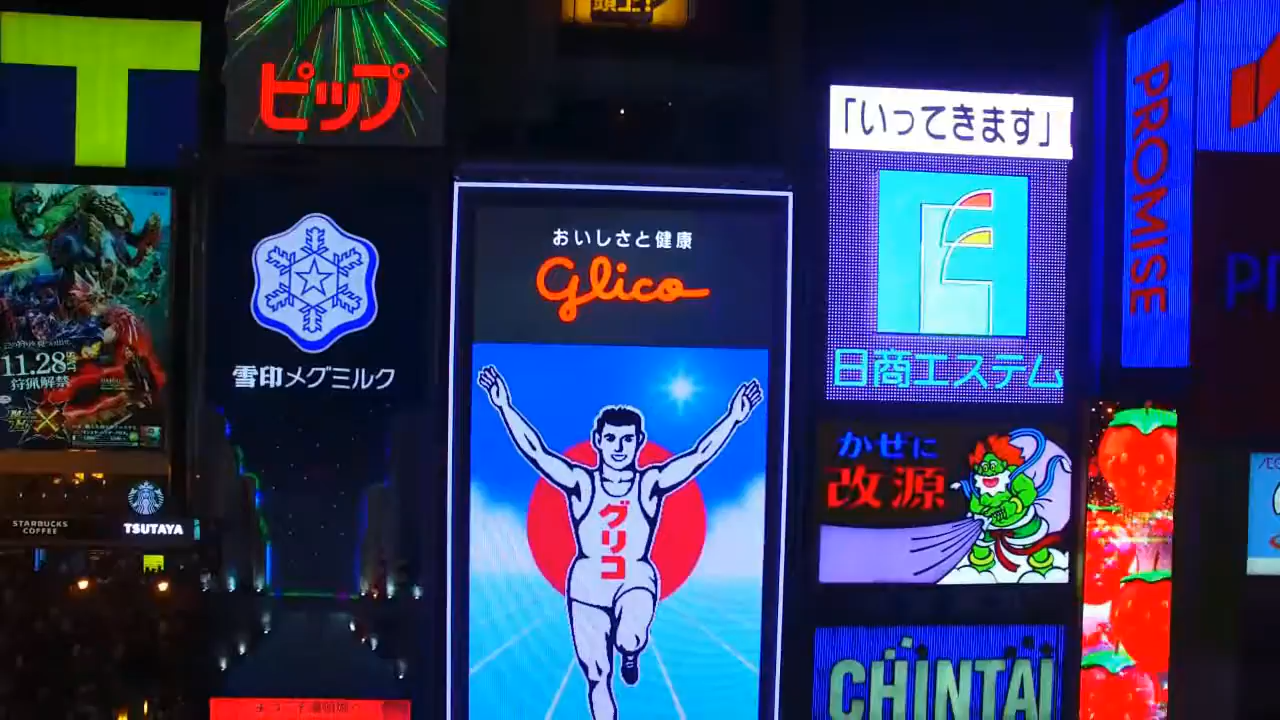 T
ピップ
11.28
狩猟解禁
STARBUCKS
COFFEE
TSUTAYA
雪印メグミルク
おいしさと健康
Glico
グリコ
「いってきます」
日商エステム
かぜに
改源
CHINTAI
PROMISE